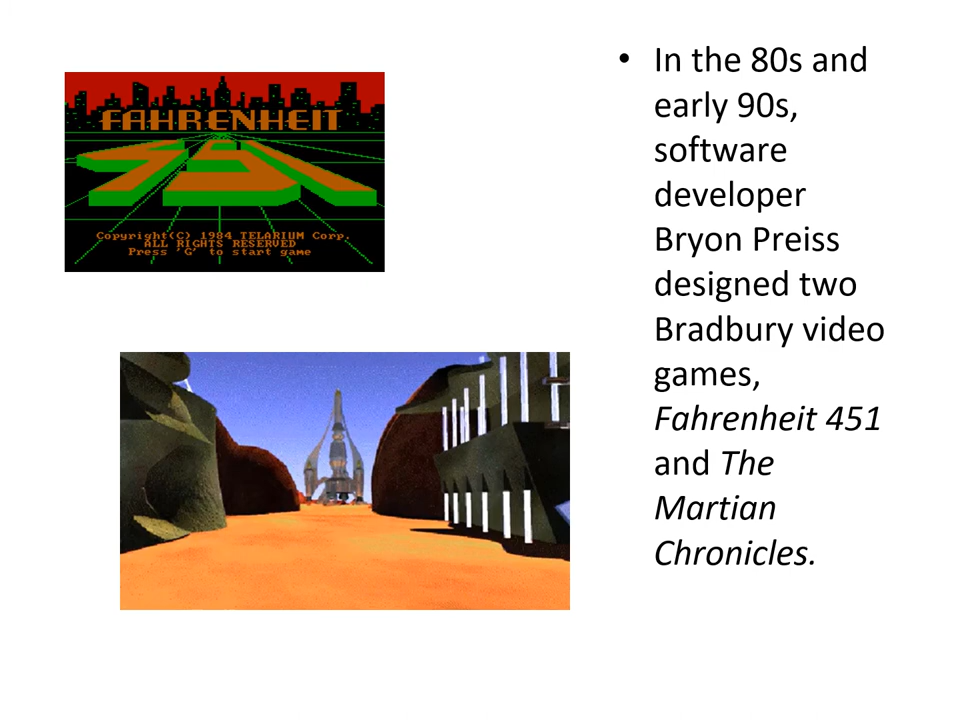 FAHRENHEIT
451
Copyright(C) 1984 TELARIUM Corp.
ALL RIGHTS RESERVED
Press 'G' to start game
• In the 80s and
early 90s,
software
developer
Bryon Preiss
designed two
Bradbury video
games,
Fahrenheit 451
and The
Martian
Chronicles.